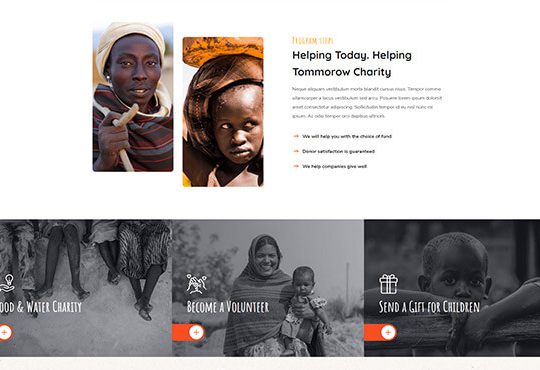 Program steps
Helping Today. Helping
Tommorow Charity
Neque aliquam vestibulum morbi blandit cursus risus. Tempor comme
ullamcorper a lacus vestibulum sed arcu. Posuere lorem ipsum dolorsit
amet consectetur adipiscing. Sollicitudin tempor id eu nisl nunc mi
ipsum. Ac odio tempor orci dapibus ultrices
We will help you with the choice of fund
Donor satisfaction is guaranteed
We help companies give well
ood & Water Charity
Become a Volunteer
Send a Gift for Children